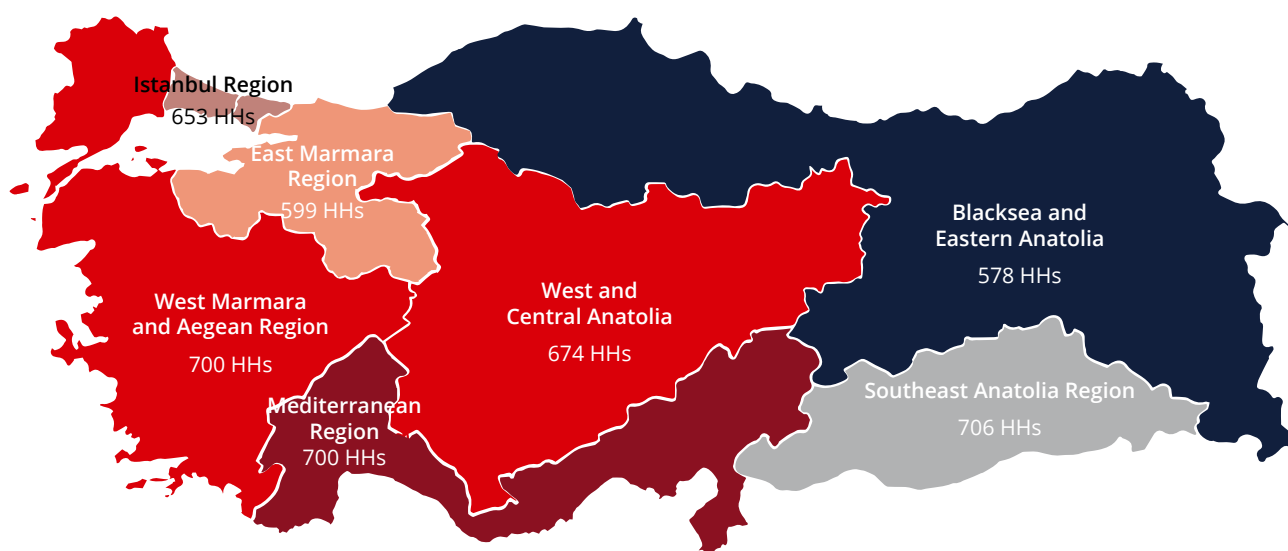 Istanbul Region
653 HHs
East Marmara
Region
599 HHs
Blacksea and
Eastern Anatolia
578 HHs
West Marmara
and Aegean Region
700 HHs
West and
Central Anatolia
674 HHs
Mediterranean
Region
700 HHs
Southeast Anatolia Region
706 HHs